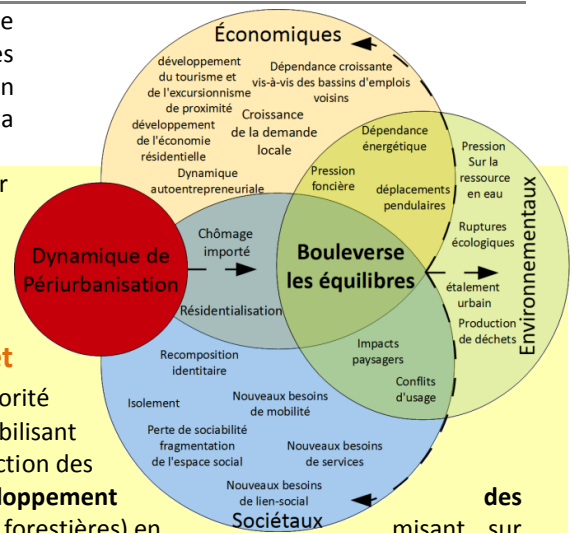 e
es
n
a
r
Économiques
développement
du tourisme et
de l'excursionnisme
de proximité
Dépendance croissante
vis-à-vis des bassins d'emplois
voisins
développement
de l'économie
résidentielle
Croissance
de la demande
locale
Dynamique
autoentrepreneuriale
Dépendance
énergétique
Pression
foncière
déplacements
pendulaires
Pression
Sur la
ressource
en eau
Ruptures
écologiques
étalement
urbain
Production
de déchets
Environnementaux
Dynamique de
Périurbanisation
Chômage
importé
Résidentialisation
Bouleverse
les équilibres
Impacts
paysagers
Conflits
d'usage
Recomposition
identitaire
Isolement
Nouveaux besoins
de mobilité
Perte de sociabilité
fragmentation
de l'espace social
Nouveaux besoins
de services
Nouveaux besoins
de lien-social
Sociétaux
et
orité
bilisant
ction des
eloppement des
forestières) en misant sur